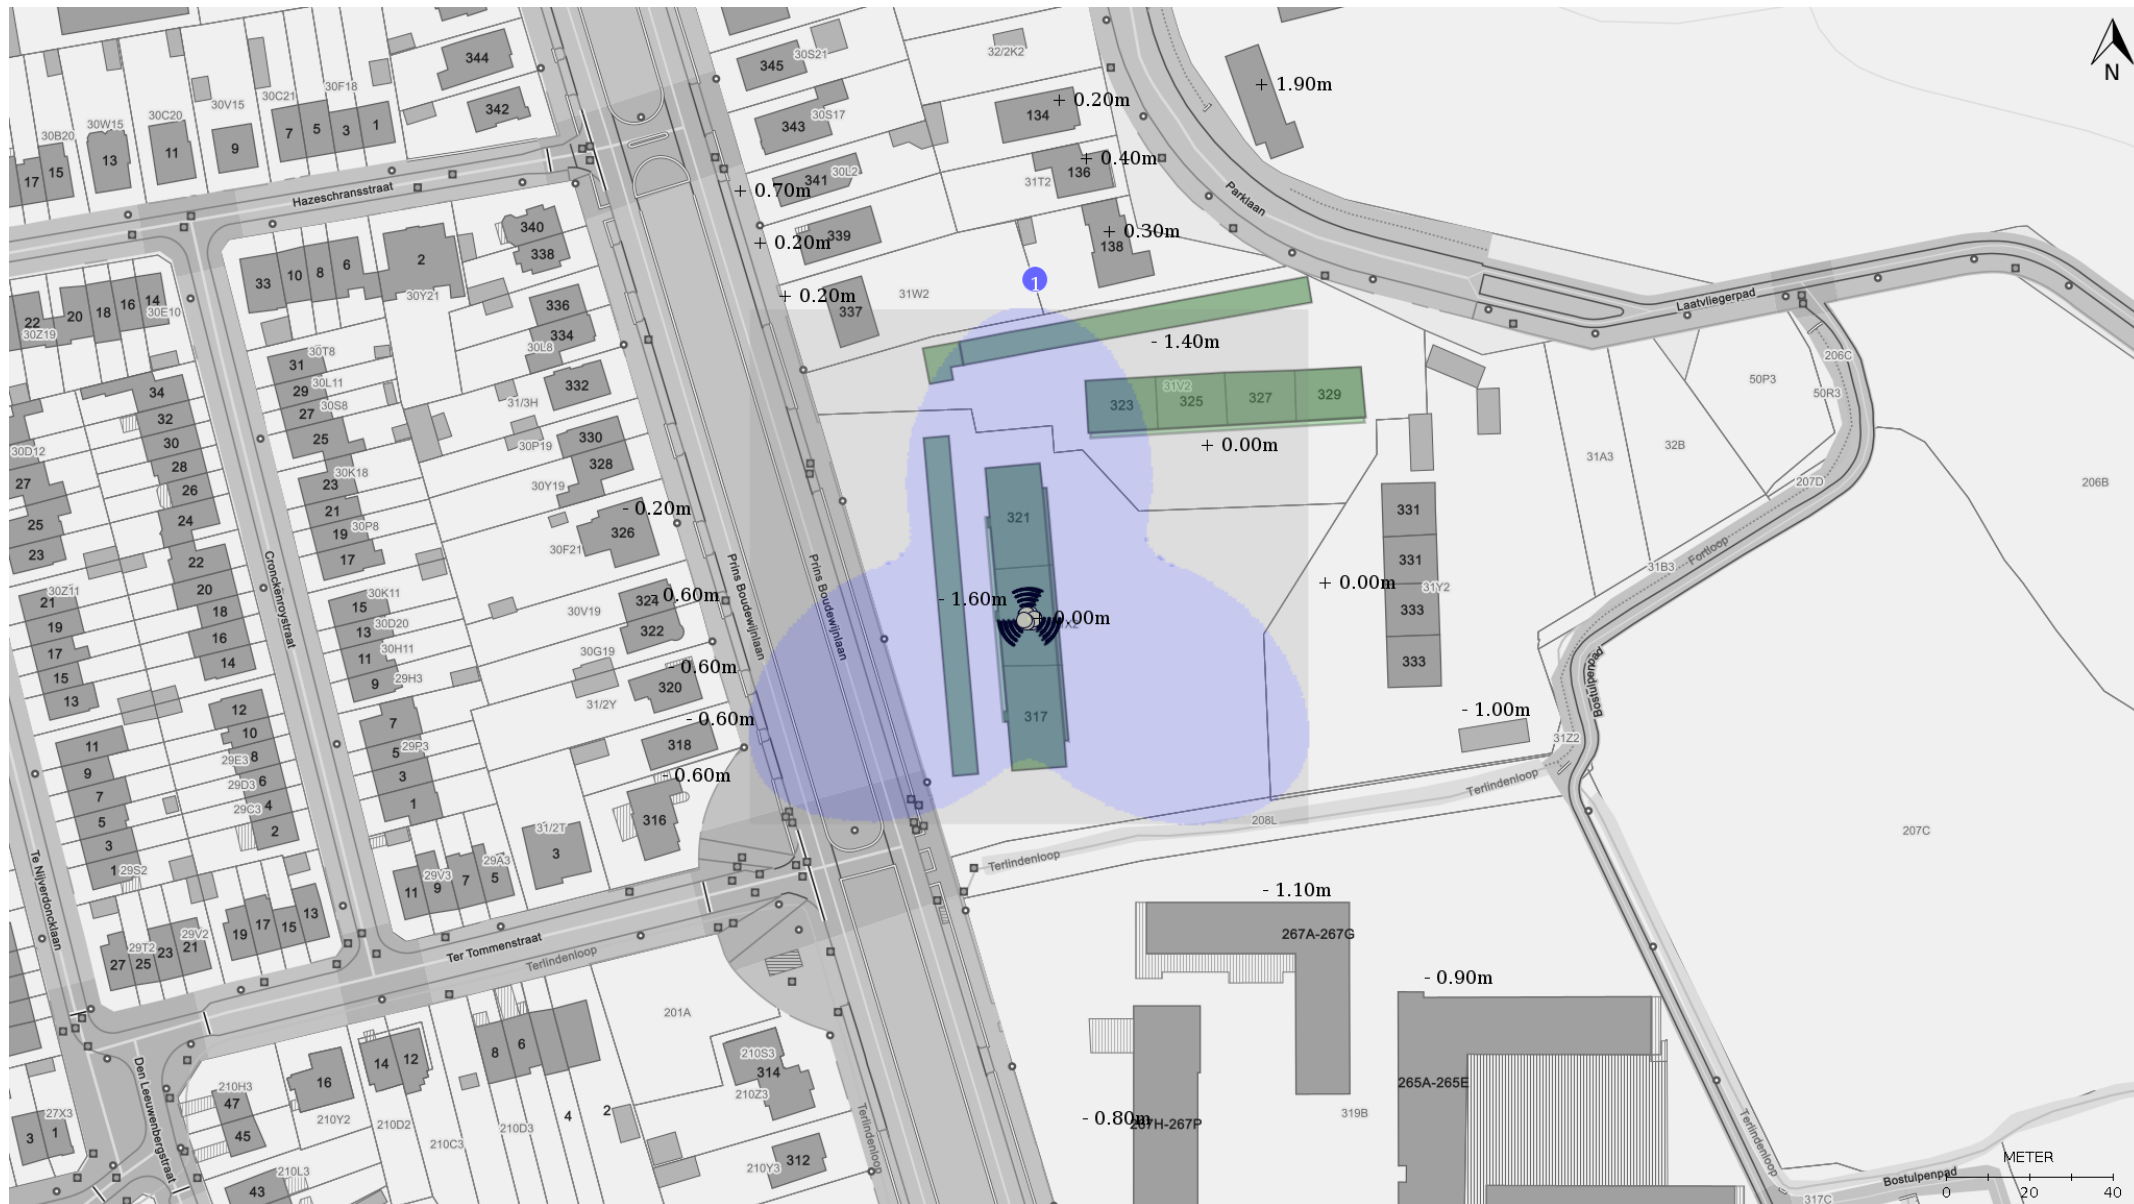 344
342
345
30S21
343
30S17
341
30L2
339
337
31W2
32/2K2
134
+ 0.20m
136
+ 0.40m
31T2
138
+ 0.30m
+ 1.90m
N
30F18
30C21
30V15
30C20
30W15
30B20
7
5
3
1
9
11
13
15
17
Hazeschransstraat
+ 0.70m
+ 0.20m
+ 0.20m
1
Parklaan
Laatvliegerpad
340
338
2
30Y21
6
8
10
33
336
334
30L8
332
31/3H
330
328
30P19
30Y19
326
30F21
- 0.20m
14
16
18
20
22
30E10
30Z19
31
30T8
29
30L11
27
30S8
25
30K18
23
21
30P8
19
17
34
32
30
28
26
24
22
20
18
16
14
30D12
27
25
23
30Z11
21
19
17
15
13
Cronckenroystraat
30K11
15
30D20
13
30H11
11
29H3
9
7
29P3
5
3
1
12
10
29E3
8
29D3
6
29C3
4
2
11
9
7
5
3
1
29S2
30V19
324
- 0.60m
322
30G19
320
- 0.60m
31/2Y
318
- 0.60m
- 0.60m
316
31/2T
3
Prins Boudewijnlaan
Prins Boudewijnlaan
- 1.40m
31V2
323
325
327
329
+ 0.00m
321
- 1.60m
+ 0.00m
317
331
331
+ 0.00m
31Y2
333
333
- 1.00m
31A3
32B
50P3
50R3
206C
207D
206B
Fortloop
31B3
Bostuipenpad
31Z2
Terlindenloop
208L
Terlindenloop
207C
Te Nijverdoncklaan
29V3
29A3
11
9
7
5
19
17
15
13
29T2
29V2
27
25
23
21
Ter Tommenstraat
Terlindenloop
201A
- 1.10m
267A-267G
- 0.90m
265A-265E
319B
- 0.80m
267H-267P
210S3
314
210Z3
312
210Y3
Terlindenloop
8
6
4
2
210D3
210C3
14
12
210D2
16
210Y2
210H3
47
45
210L3
43
27X3
3
1
Den Leeuwenbergstraat
Terlindenloop
Bostulpenpad
317C
METER
0
20
40